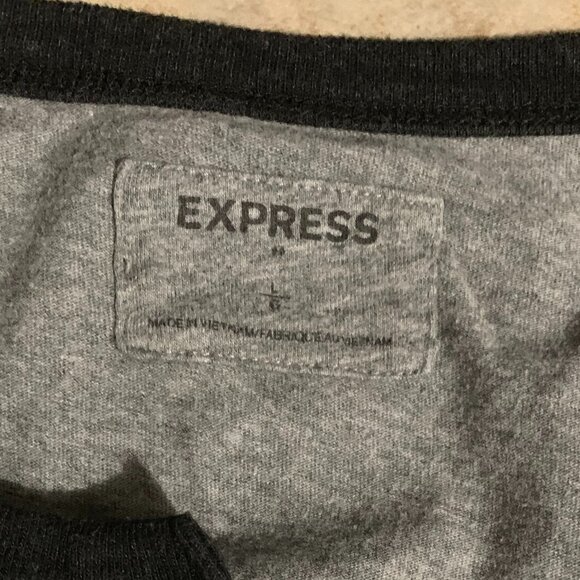 EXPRESS
L
G
MADE IN VIETNAM/FABRIQUE AU VIETNAM